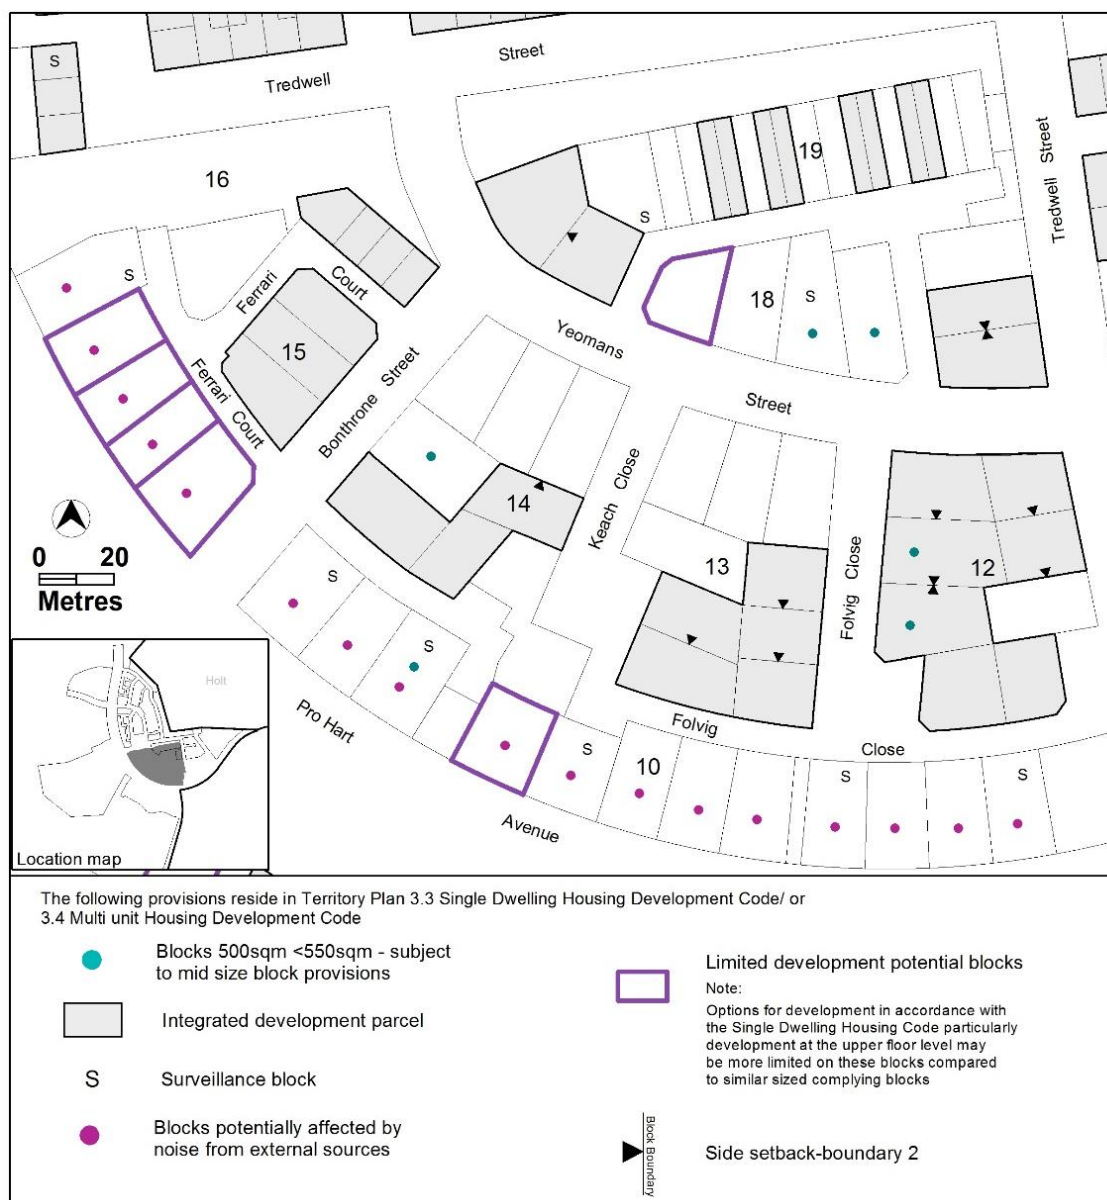 S
Tredwell
Street
16
19
Tredwell Street
S
S
Ferrari
Court
18
S
15
Yeomans
Ferrari Court
Bonthrone Street
Street
14
Keach Close
13
Folvig Close
12
0 20
Metres
S
S
Pro Hart
Folvig
Close
S
10
S
S
Avenue
Holt
Location map
The following provisions reside in Territory Plan 3.3 Single Dwelling Housing Development Code/ or
3.4 Multi unit Housing Development Code
Blocks 500sqm <550sqm - subject
to mid size block provisions
Integrated development parcel
S
Surveillance block
Blocks potentially affected by
noise from external sources
Limited development potential blocks
Note:
Options for development in accordance with
the Single Dwelling Housing Code particularly
development at the upper floor level may
be more limited on these blocks compared
to similar sized complying blocks
Block Boundary
Side setback-boundary 2